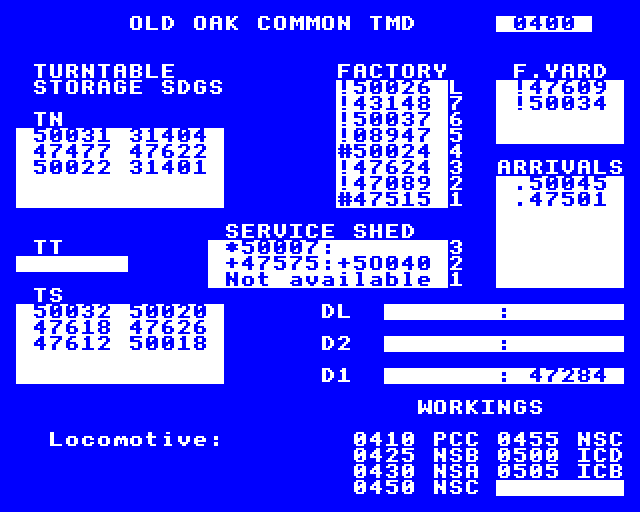 OLD OAK COMMON TMD 0400
TURNTABLE FACTORY F.YARD
STORAGE SDGS !50026 L !47609
!43148 7 !50034
TN !50037 6
50031 31404 !08947 5
47477 47622 #50024 4
50022 31401 !47624 3 ARRIVALS
!47089 2 .50045
#47515 1 .47501
SERVICE SHED
TT *50007: 3
+47575:+50040 2
Not available 1
TS
50032 50020 DL :
47618 47626
47612 50018 D2 :
D1 : 47284
WORKINGS
Locomotive: 0410 PCC 0455 NSC
0425 NSB 0500 ICD
0430 NSA 0505 ICB
0450 NSC